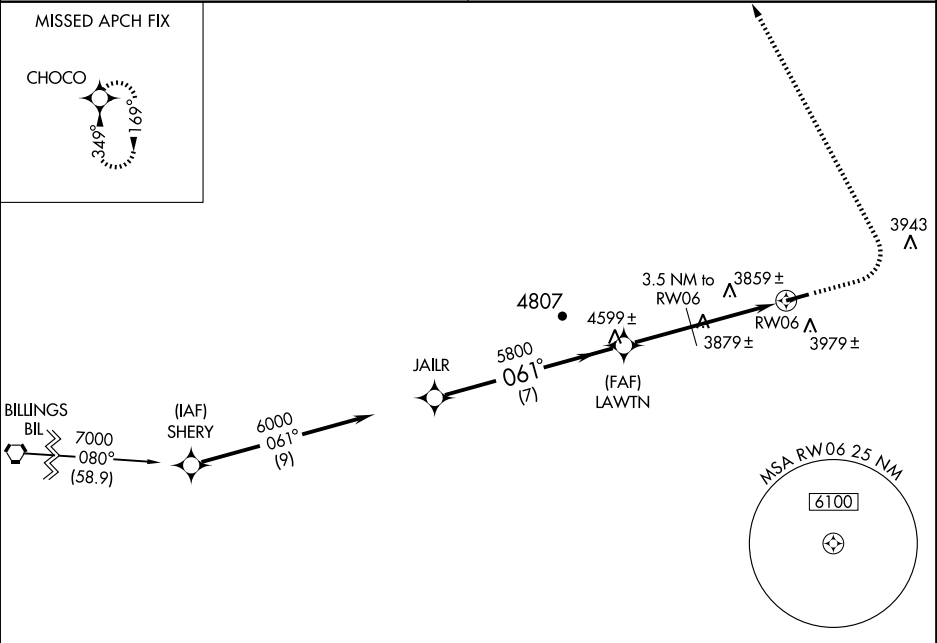 MISSED APCH FIX
CHOCO
349°
169°
3943
3.5 NM to
RW06
3859±
4807
4599±
RW06
3879±
3979±
JAILR
5800
061°
(7)
(FAF)
LAWTN
BILLINGS
BIL
7000
080°
(58.9)
(IAF)
SHERY
6000
061°
(9)
MSA RW06 25 NM
6100